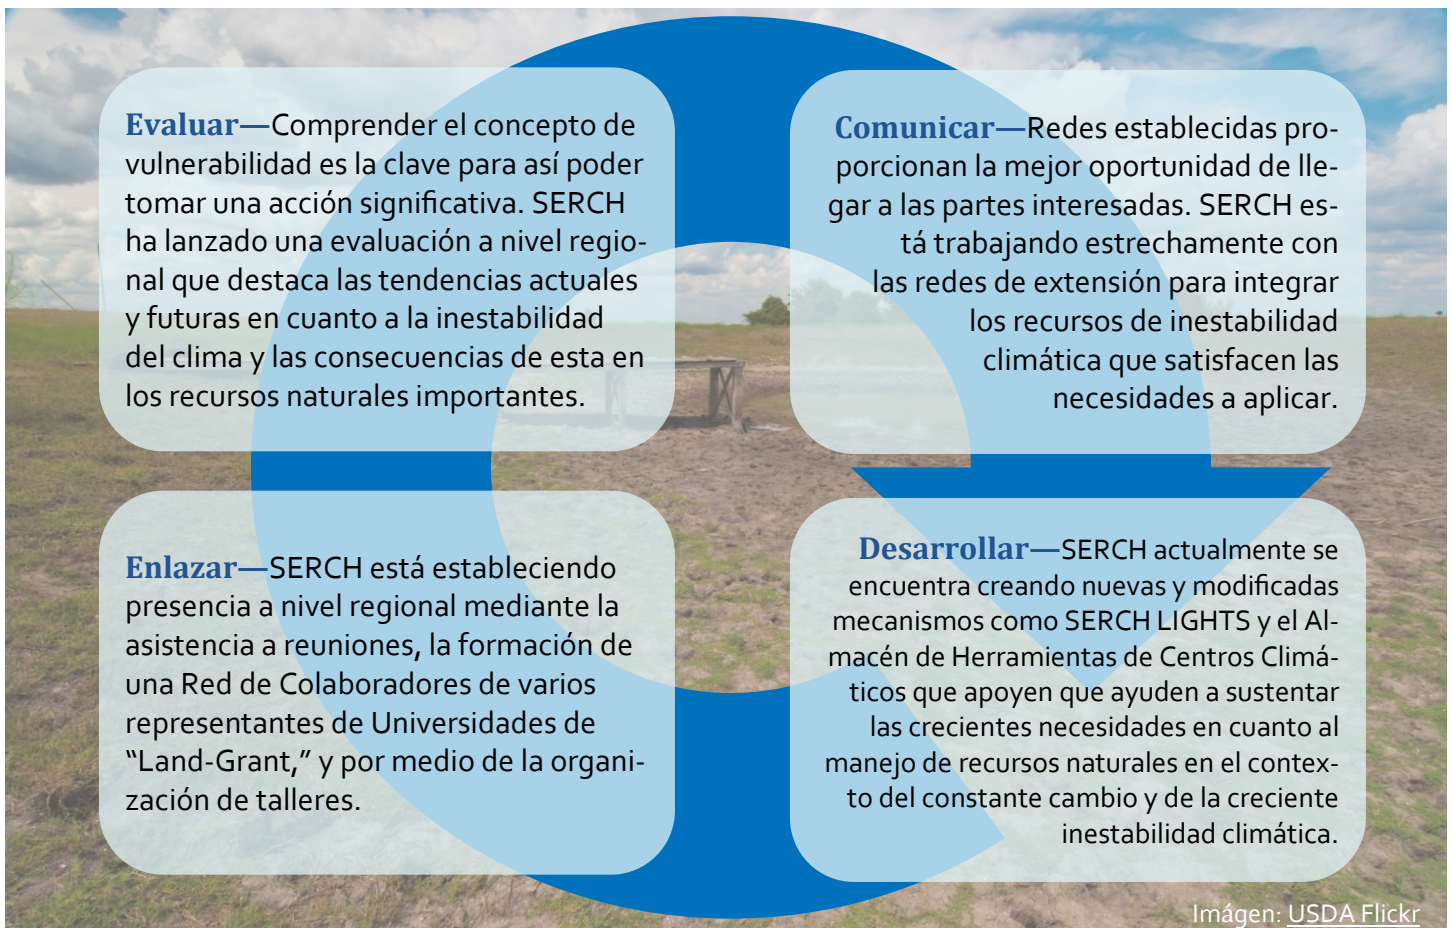 Evaluar—Comprender el concepto de
vulnerabilidad es la clave para así poder
tomar una acción significativa. SERCH
ha lanzado una evaluación a nivel regio-
nal que destaca las tendencias actuales
y futuras en cuanto a la inestabilidad
del clima y las consecuencias de esta en
los recursos naturales importantes.
Comunicar—Redes establecidas pro-
porcionan la mejor oportunidad de lle-
gar a las partes interesadas. SERCH es-
tá trabajando estrechamente con
las redes de extensión para integrar
los recursos de inestabilidad
climática que satisfacen las
necesidades a aplicar.
Enlazar—SERCH está estableciendo
presencia a nivel regional mediante la
asistencia a reuniones, la formación de
una Red de Colaboradores de varios
representantes de Universidades de
“Land-Grant,” y por medio de la organi-
zación de talleres.
Desarrollar—SERCH actualmente se
encuentra creando nuevas y modificadas
mecanismos como SERCH LIGHTS y el Al-
macén de Herramientas de Centros Climá-
ticos que apoyen que ayuden a sustentar
las crecientes necesidades en cuanto al
manejo de recursos naturales en el contex-
to del constante cambio y de la creciente
inestabilidad climática.
Imágen: USDA Flickr